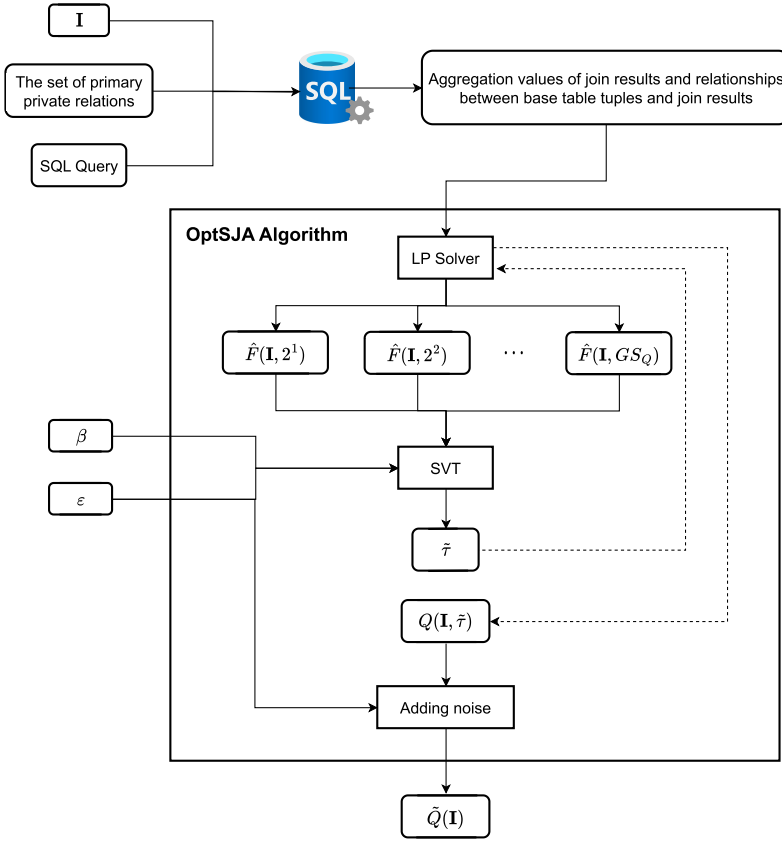 I
The set of primary
private relations
SQL Query
SQL
Aggregation values of join results and relationships
between base table tuples and join results
OptSJA Algorithm
LP Solver
F̂(I, 2¹)
F̂(I, 2²)
···
F̂(I, GS_Q)
β
ε
SVT
τ̃
Q(I, τ̃)
Adding noise
Q̃(I)